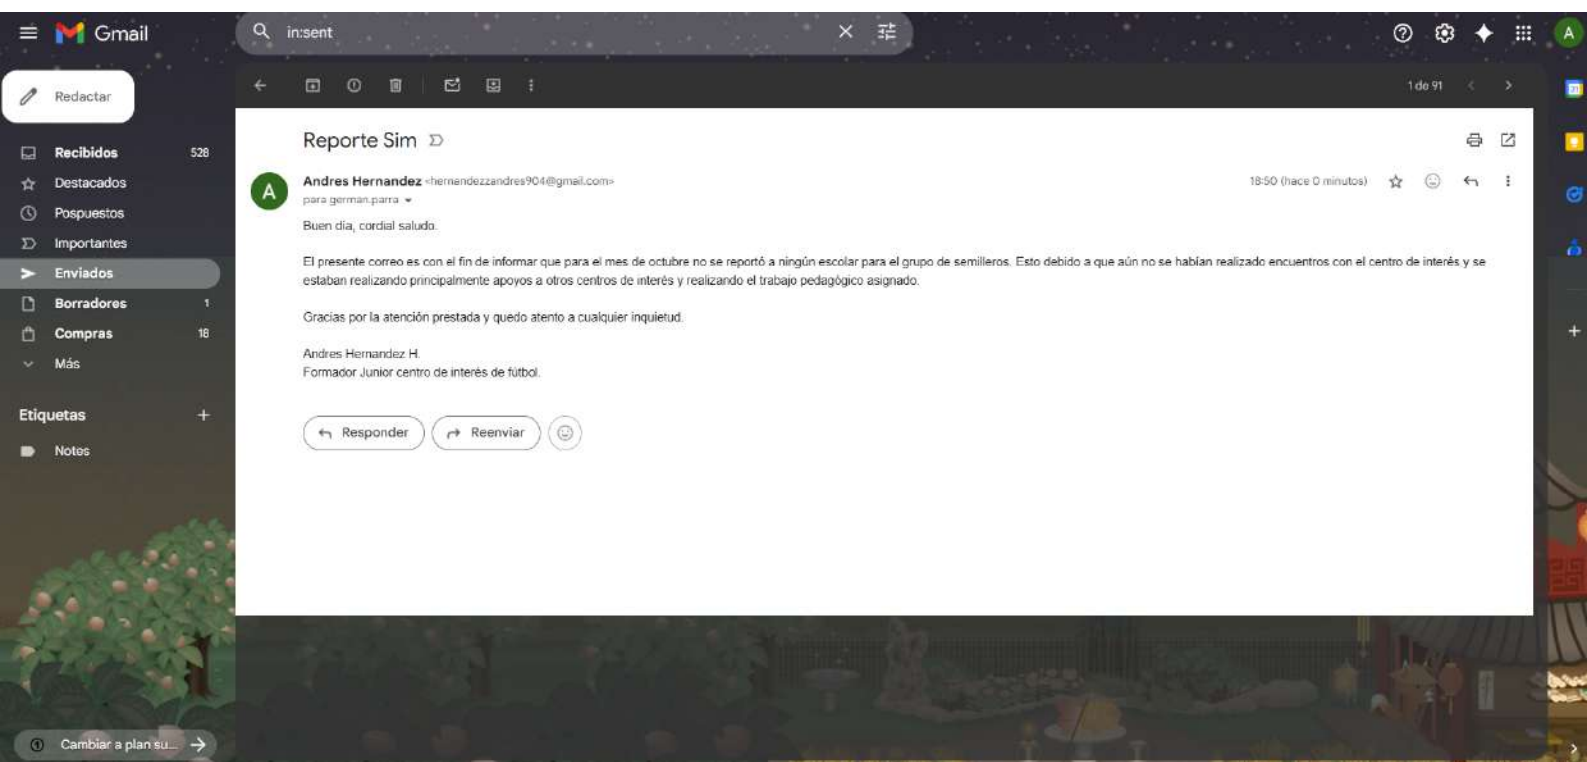 Gmail
in:sent
A
Redactar
1 de 91
Recibidos 528
Destacados
Pospuestos
Importantes
Enviados
Borradores 1
Compras 18
Más
Etiquetas
Notes
Cambiar a plan su...
Reporte Sim
A
Andres Hernandez <hernandezzandres904@gmail.com>
18:50 (hace 0 minutos)
para german.parra
Buen día, cordial saludo.
El presente correo es con el fin de informar que para el mes de octubre no se reportó a ningún escolar para el grupo de semilleros. Esto debido a que aún no se habían realizado encuentros con el centro de interés y se
estaban realizando principalmente apoyos a otros centros de interés y realizando el trabajo pedagógico asignado.
Gracias por la atención prestada y quedo atento a cualquier inquietud.
Andres Hernandez H.
Formador Junior centro de interés de fútbol.
Responder
Reenviar
31